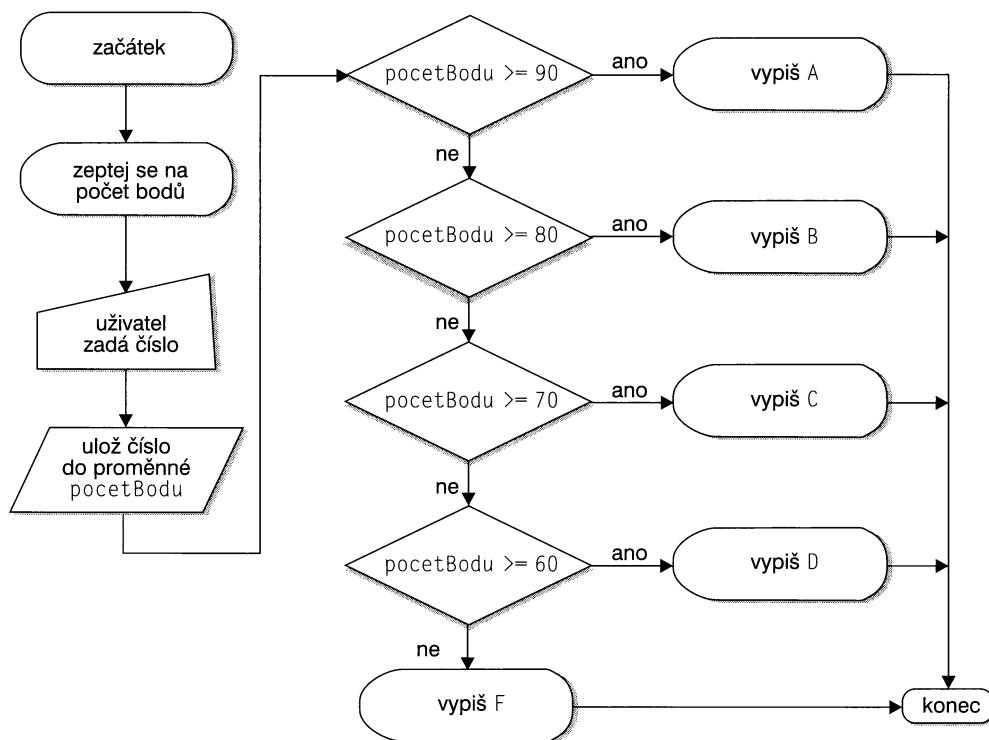 začátek
zeptej se na
počet bodů
uživatel
zadá číslo
ulož číslo
do proměnné
pocetBodu
pocetBodu >= 90
ano
vypiš A
ne
pocetBodu >= 80
ano
vypiš B
ne
pocetBodu >= 70
ano
vypiš C
ne
pocetBodu >= 60
ano
vypiš D
ne
vypiš F
konec